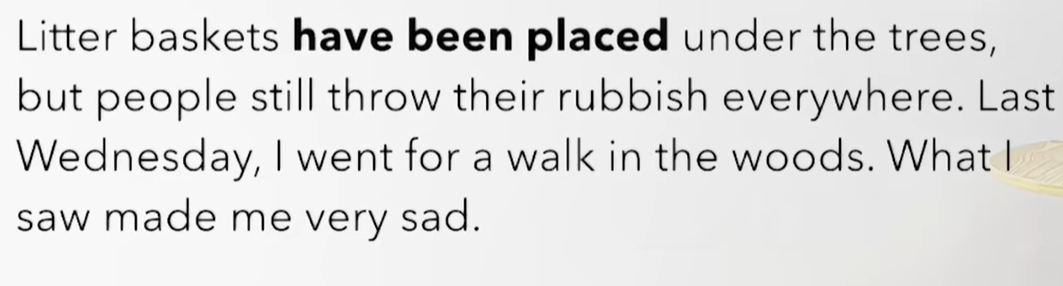 Litter baskets have been placed under the trees,
but people still throw their rubbish everywhere. Last
Wednesday, I went for a walk in the woods. What I
saw made me very sad.